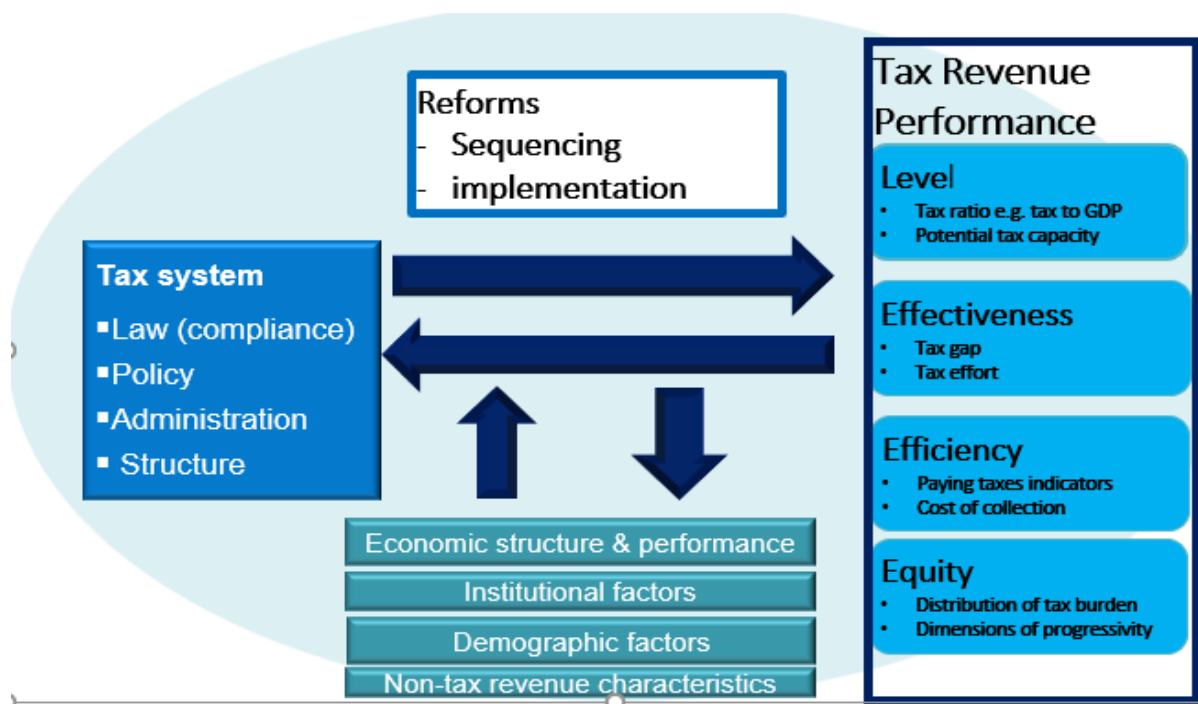 Reforms
- Sequencing
- implementation
Tax system
▪Law (compliance)
▪Policy
▪Administration
▪ Structure
Economic structure & performance
Institutional factors
Demographic factors
Non-tax revenue characteristics
Tax Revenue
Performance
Level
• Tax ratio e.g. tax to GDP
• Potential tax capacity
Effectiveness
• Tax gap
• Tax effort
Efficiency
• Paying taxes indicators
• Cost of collection
Equity
• Distribution of tax burden
• Dimensions of progressivity